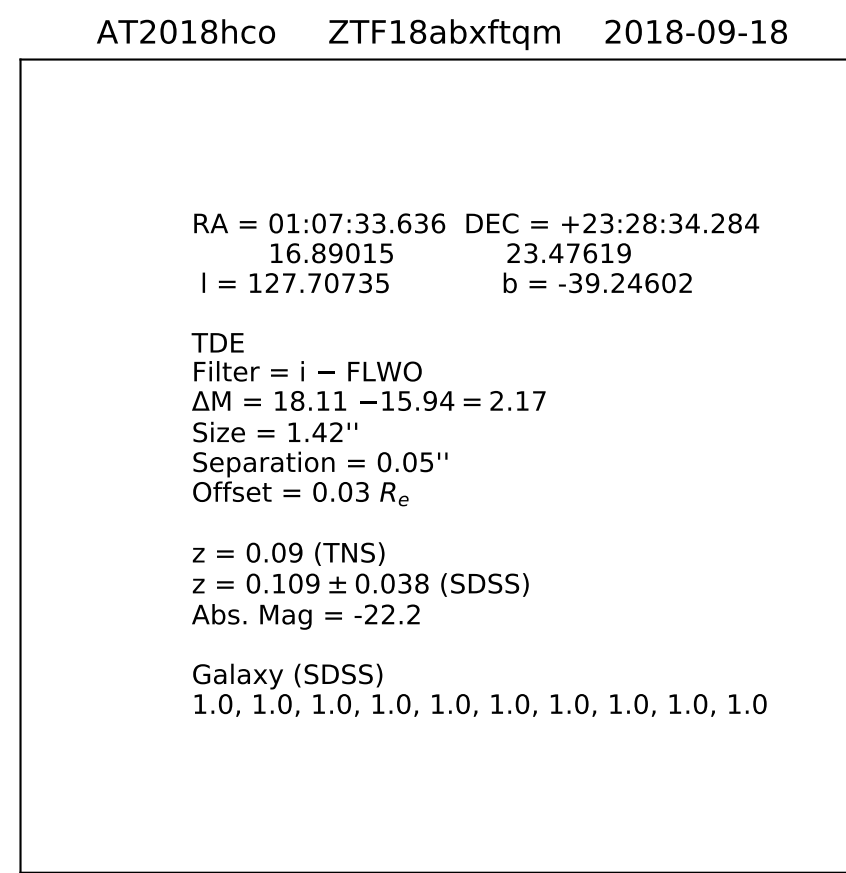 AT2018hco ZTF18abxftqm 2018-09-18
RA = 01:07:33.636 DEC = +23:28:34.284
16.89015 23.47619
l = 127.70735 b = -39.24602
TDE
Filter = i − FLWO
ΔM = 18.11 −15.94 = 2.17
Size = 1.42''
Separation = 0.05''
Offset = 0.03 Rₑ
z = 0.09 (TNS)
z = 0.109 ± 0.038 (SDSS)
Abs. Mag = -22.2
Galaxy (SDSS)
1.0, 1.0, 1.0, 1.0, 1.0, 1.0, 1.0, 1.0, 1.0, 1.0